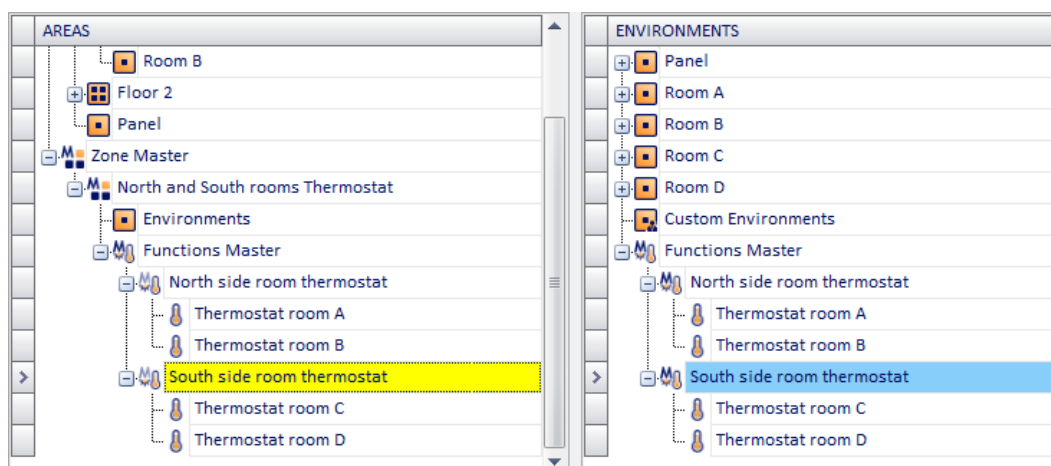 AREAS
Room B
Floor 2
Panel
M Zone Master
M North and South rooms Thermostat
Environments
M Functions Master
M North side room thermostat
Thermostat room A
Thermostat room B
M South side room thermostat
Thermostat room C
Thermostat room D
ENVIRONMENTS
Panel
Room A
Room B
Room C
Room D
Custom Environments
M Functions Master
M North side room thermostat
Thermostat room A
Thermostat room B
M South side room thermostat
Thermostat room C
Thermostat room D